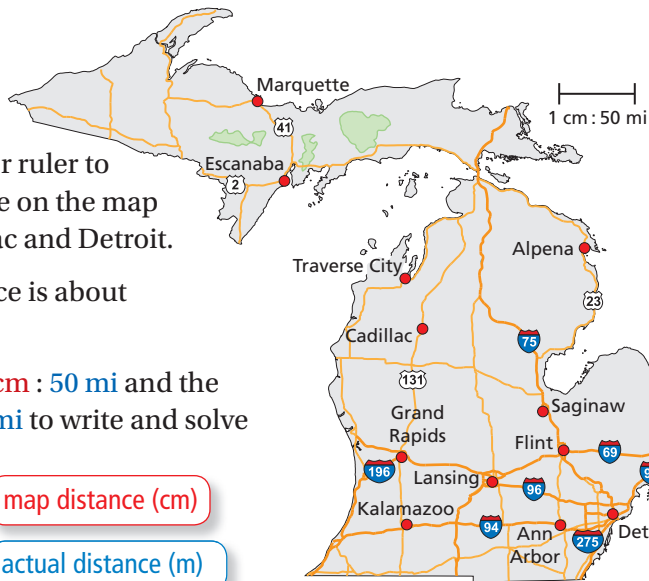 Marquette
1 cm : 50 mi
41
Escanaba
2
r ruler to
e on the map
ac and Detroit.
ce is about
cm : 50 mi and the
mi to write and solve
map distance (cm)
actual distance (m)
Alpena
Traverse City
23
Cadillac
75
131
Saginaw
Grand
Rapids
Flint
69
196
Lansing
96
Kalamazoo
94
Ann
Arbor
Det
275
9